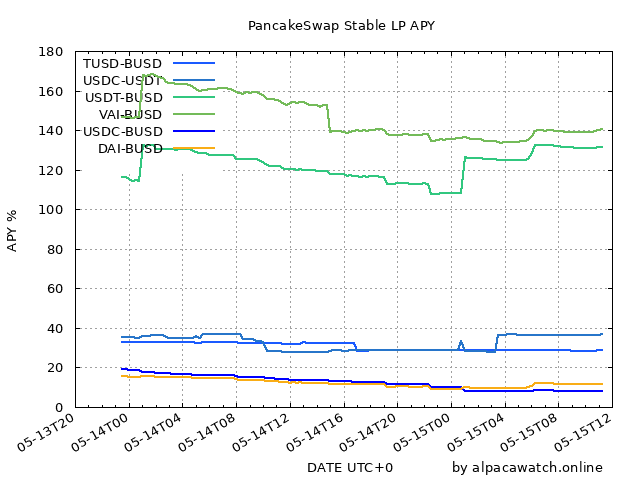 PancakeSwap Stable LP APY
180
160
140
120
100
80
60
40
20
0
APY %
TUSD-BUSD
USDC-USDT
USDT-BUSD
VAI-BUSD
USDC-BUSD
DAI-BUSD
05-13T20
05-14T00
05-14T04
05-14T08
05-14T12
05-14T16
05-14T20
05-15T00
05-15T04
05-15T08
05-15T12
DATE UTC+0
by alpacawatch.online